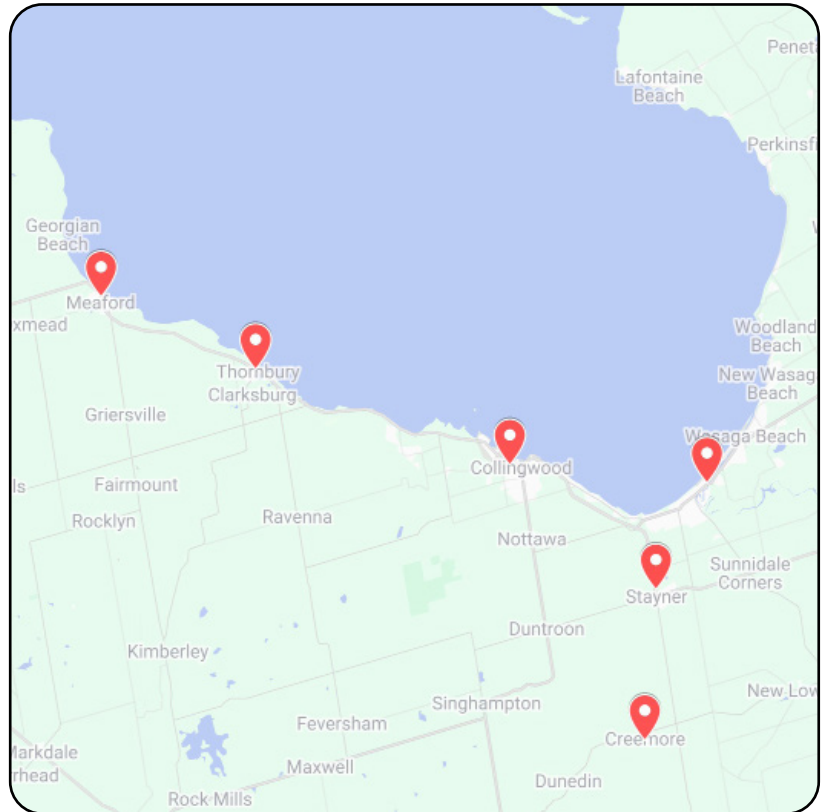 Penet
Lafontaine
Beach
Perkinsfi
Georgian
Beach
Meaford
xmead
Woodland
Beach
Thornbury
Clarksburg
New Wasag
Beach
Griersville
Wasaga Beach
Collingwood
ls
Fairmount
Rocklyn
Ravenna
Nottawa
Sunnidale
Corners
Stayner
Duntroon
Kimberley
New Low
Singhampton
Feversham
Creemore
Markdale
rhead
Maxwell
Dunedin
Rock Mills